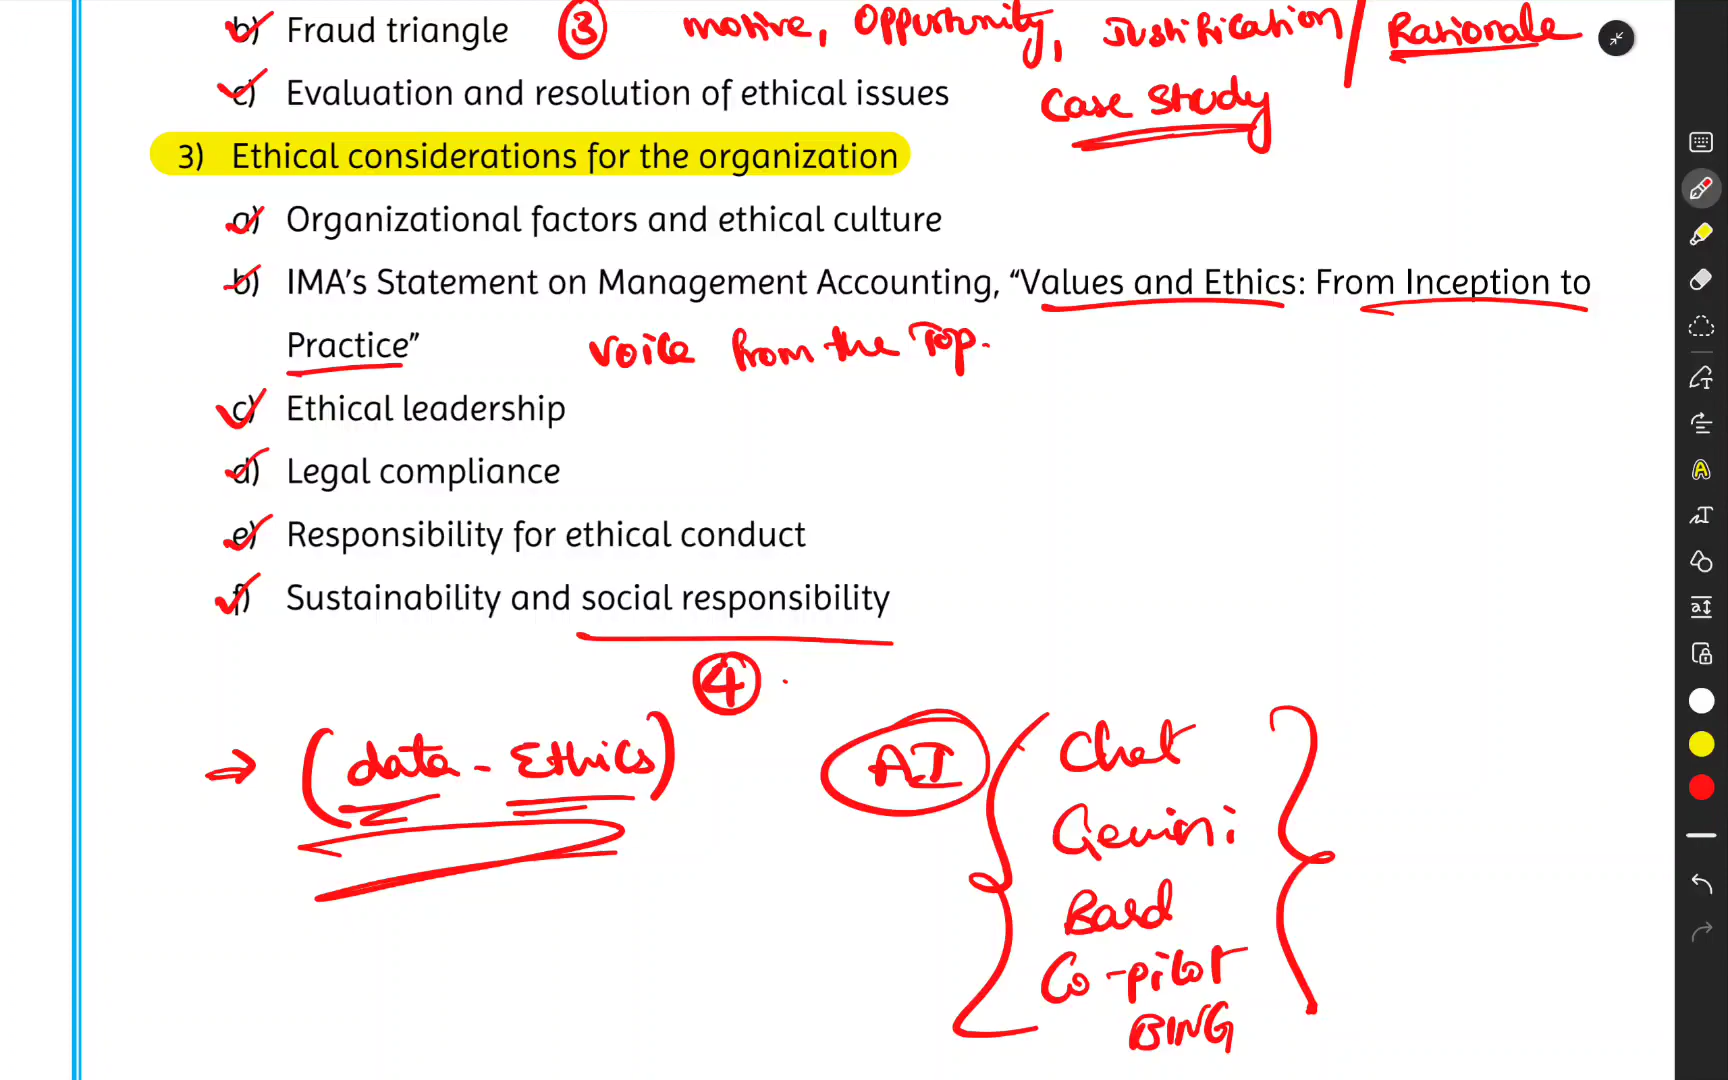 b) Fraud triangle ③ motive, Opportunity, Justification / Rationale
c) Evaluation and resolution of ethical issues
Case Study
3) Ethical considerations for the organization
a) Organizational factors and ethical culture
b) IMA’s Statement on Management Accounting, “Values and Ethics: From Inception to
Practice” Voice from the Top.
c) Ethical leadership
d) Legal compliance
e) Responsibility for ethical conduct
f) Sustainability and social responsibility
④
→ (data - Ethics) AI { Chat
Gemini
Bard
Co-pilot
BING }